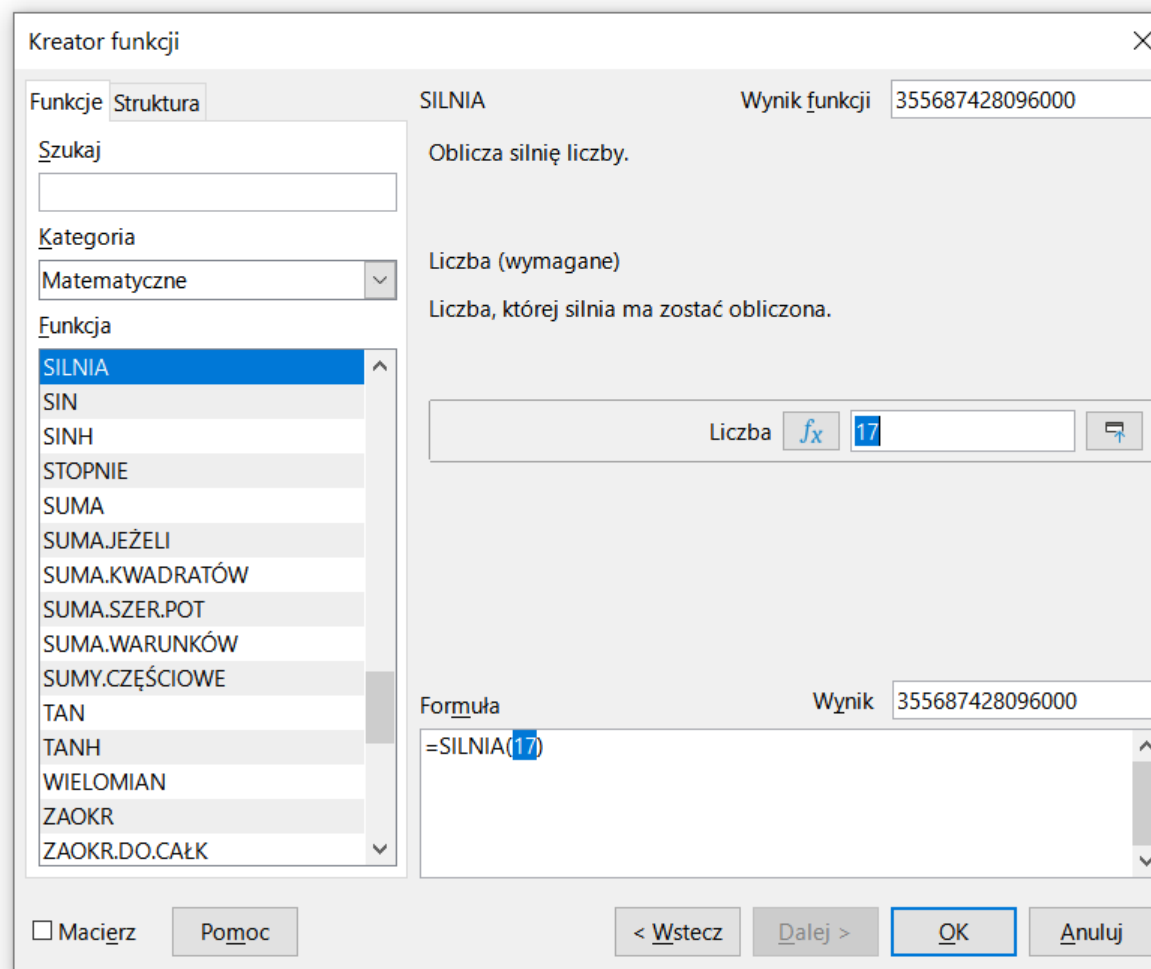 Kreator funkcji
Funkcje Struktura
Szukaj
Kategoria
Matematyczne
Funkcja
SILNIA
SIN
SINH
STOPNIE
SUMA
SUMA.JEŻELI
SUMA.KWADRATÓW
SUMA.SZER.POT
SUMA.WARUNKÓW
SUMY.CZĘŚCIOWE
TAN
TANH
WIELOMIAN
ZAOKR
ZAOKR.DO.CAŁK
SILNIA Wynik funkcji 355687428096000
Oblicza silnię liczby.
Liczba (wymagane)
Liczba, której silnia ma zostać obliczona.
Liczba fx 17
Formuła Wynik 355687428096000
=SILNIA(17)
Macierz Pomoc < Wstecz Dalej > OK Anuluj